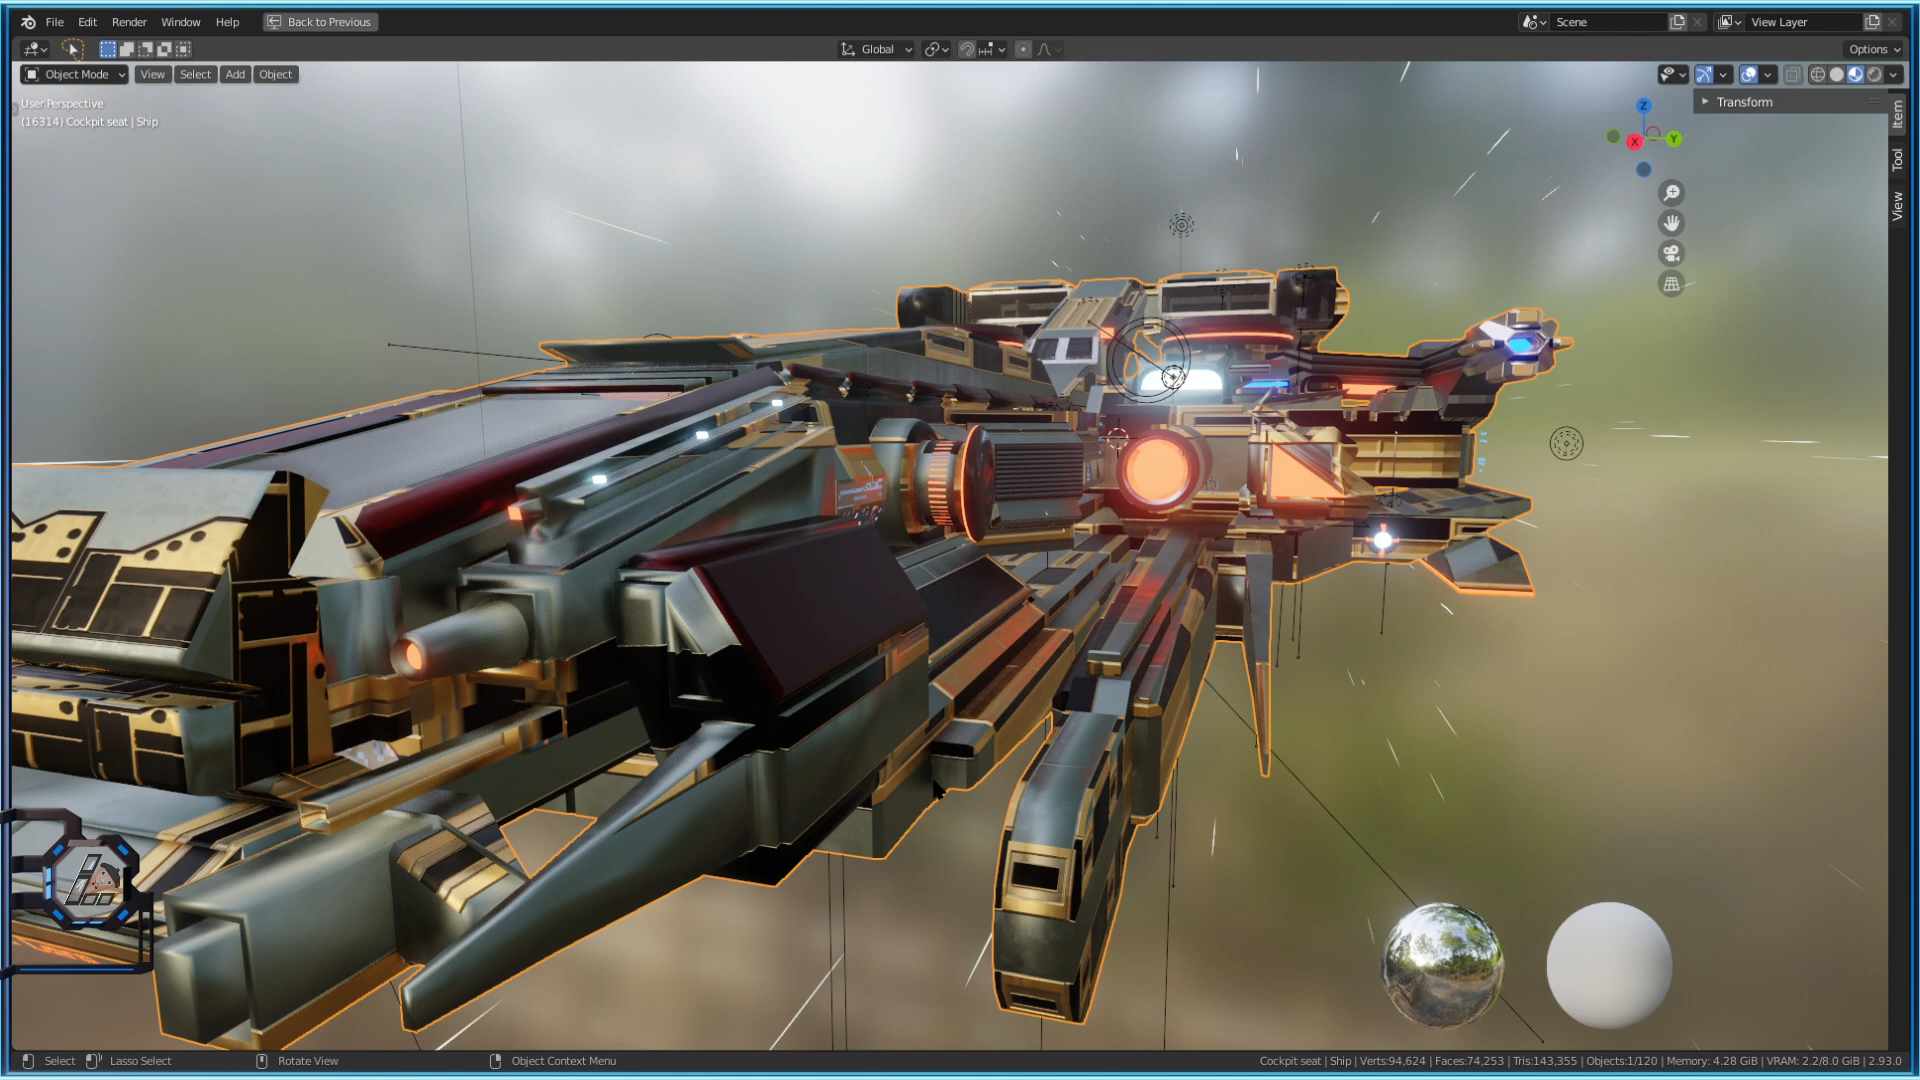 File Edit Render Window Help Back to Previous Scene View Layer
Global Options
Object Mode View Select Add Object
User Perspective
(16314) Cockpit seat | Ship
Transform
Item
Tool
View
Z
X
Y
Select Lasso Select Rotate View Object Context Menu Cockpit seat | Ship | Verts:94,624 | Faces:74,253 | Tris:143,355 | Objects:1/120 | Memory: 4.28 GiB | VRAM: 2.2/8.0 GiB | 2.93.0